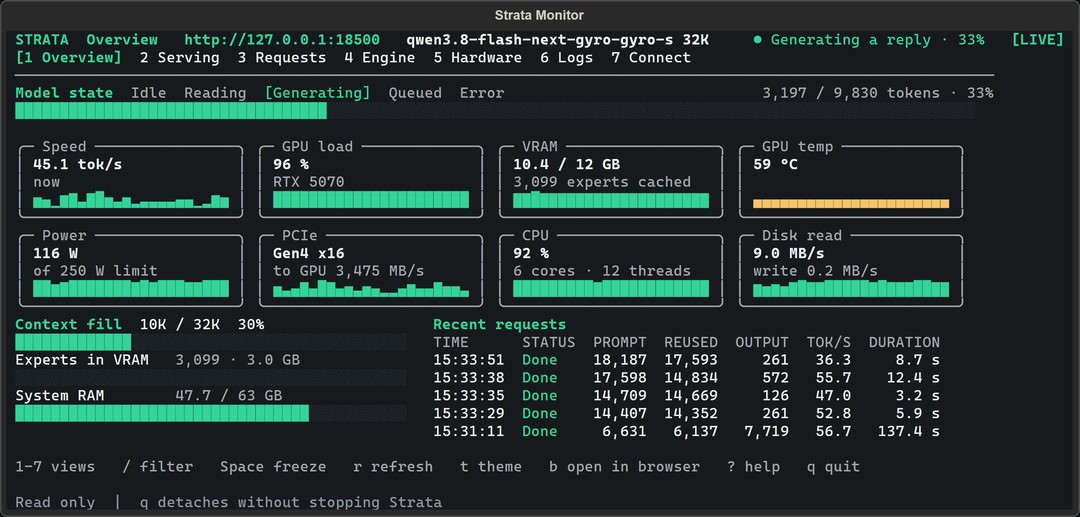 Strata Monitor
STRATA  Overview  http://127.0.0.1:18500  qwen3.8-flash-next-gyro-gyro-s 32K  ● Generating a reply · 33%  [LIVE]
[1 Overview]  2 Serving  3 Requests  4 Engine  5 Hardware  6 Logs  7 Connect
Model state  Idle  Reading  [Generating]  Queued  Error  3,197 / 9,830 tokens · 33%
Speed  GPU load  VRAM  GPU temp
45.1 tok/s  96 %  10.4 / 12 GB  59 °C
now  RTX 5070  3,099 experts cached
Power  PCIe  CPU  Disk read
116 W  Gen4 x16  92 %  9.0 MB/s
of 250 W limit  to GPU 3,475 MB/s  6 cores · 12 threads  write 0.2 MB/s
Context fill  10K / 32K  30%
Experts in VRAM  3,099 · 3.0 GB
System RAM  47.7 / 63 GB
Recent requests
TIME  STATUS  PROMPT  REUSED  OUTPUT  TOK/S  DURATION
15:33:51  Done  18,187  17,593  261  36.3  8.7 s
15:33:38  Done  17,598  14,834  572  55.7  12.4 s
15:33:35  Done  14,709  14,669  126  47.0  3.2 s
15:33:29  Done  14,407  14,352  261  52.8  5.9 s
15:31:11  Done  6,631  6,137  7,719  56.7  137.4 s
1-7 views  / filter  Space freeze  r refresh  t theme  b open in browser  ? help  q quit
Read only  |  q detaches without stopping Strata